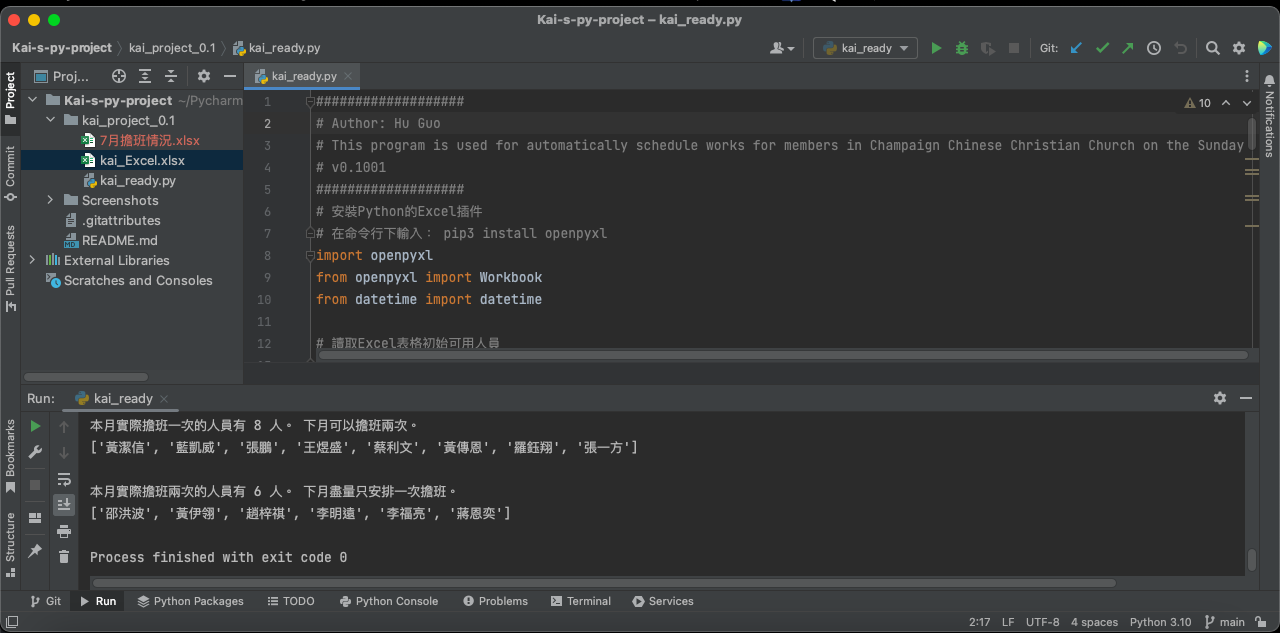 Kai-s-py-project – kai_ready.py
Kai-s-py-project
kai_project_0.1
kai_ready.py
kai_ready
Git:
Project
Commit
Pull Requests
Bookmarks
Structure
Notifications
Proj...
kai_ready.py
Kai-s-py-project ~/Pycharm
kai_project_0.1
7月擔班情況.xlsx
kai_Excel.xlsx
kai_ready.py
Screenshots
.gitattributes
README.md
External Libraries
Scratches and Consoles
10
1 ###################
2 # Author: Hu Guo
3 # This program is used for automatically schedule works for members in Champaign Chinese Christian Church on the Sunday
4 # v0.1001
5 ###################
6 # 安裝Python的Excel插件
7 # 在命令行下輸入： pip3 install openpyxl
8 import openpyxl
9 from openpyxl import Workbook
10 from datetime import datetime
11
12 # 讀取Excel表格初始可用人員
Run:
kai_ready
本月實際擔班一次的人員有 8 人。 下月可以擔班兩次。
['黃潔信', '藍凱威', '張鵬', '王煜盛', '蔡利文', '黃傳恩', '羅鈺翔', '張一方']
本月實際擔班兩次的人員有 6 人。 下月盡量只安排一次擔班。
['邵洪波', '黃伊翎', '趙梓祺', '李明遠', '李福亮', '蔣恩奕']
Process finished with exit code 0
Git
Run
Python Packages
TODO
Python Console
Problems
Terminal
Services
2:17
LF
UTF-8
4 spaces
Python 3.10
main